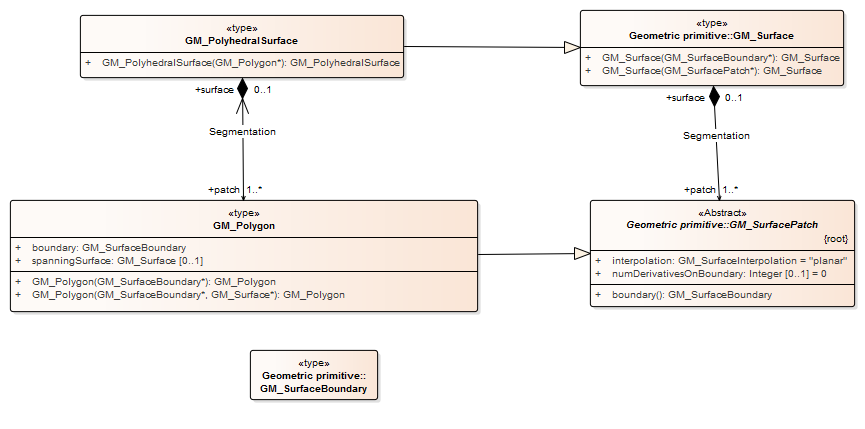 «type»
GM_PolyhedralSurface
+ GM_PolyhedralSurface(GM_Polygon*): GM_PolyhedralSurface
«type»
Geometric primitive::GM_Surface
+ GM_Surface(GM_SurfaceBoundary*): GM_Surface
+ GM_Surface(GM_SurfacePatch*): GM_Surface
+surface 0..1
Segmentation
+patch 1..*
+surface 0..1
Segmentation
+patch 1..*
«type»
GM_Polygon
+ boundary: GM_SurfaceBoundary
+ spanningSurface: GM_Surface [0..1]
+ GM_Polygon(GM_SurfaceBoundary*): GM_Polygon
+ GM_Polygon(GM_SurfaceBoundary*, GM_Surface*): GM_Polygon
«Abstract»
Geometric primitive::GM_SurfacePatch
{root}
+ interpolation: GM_SurfaceInterpolation = "planar"
+ numDerivativesOnBoundary: Integer [0..1] = 0
+ boundary(): GM_SurfaceBoundary
«type»
Geometric primitive::
GM_SurfaceBoundary